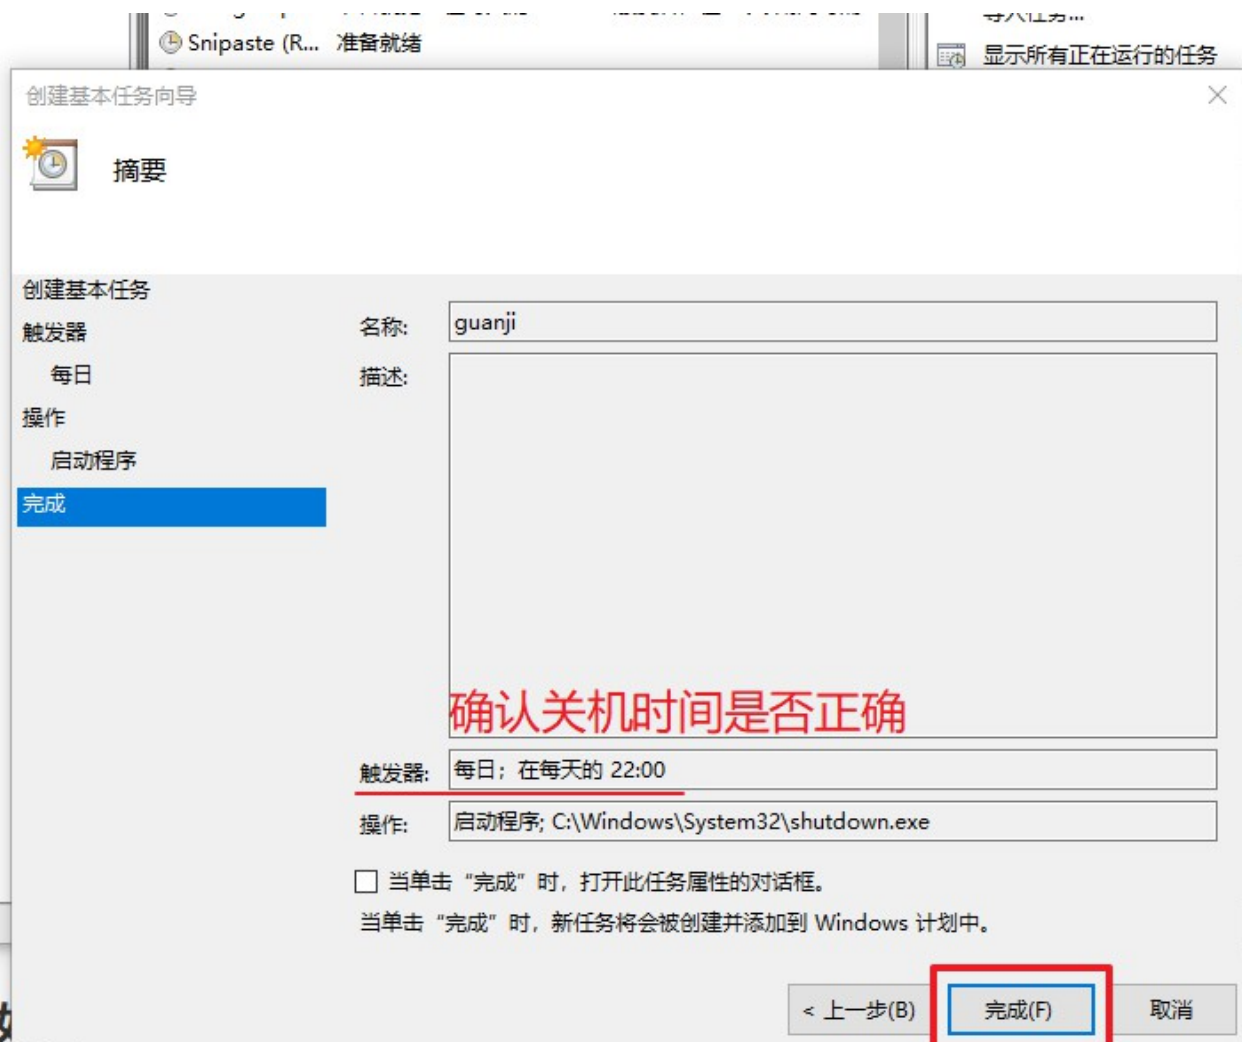 Snipaste (R... 准备就绪
显示所有正在运行的任务
创建基本任务向导
摘要
创建基本任务
触发器
每日
操作
启动程序
完成
名称: guanji
描述:
确认关机时间是否正确
触发器: 每日；在每天的 22:00
操作: 启动程序; C:\Windows\System32\shutdown.exe
当单击“完成”时，打开此任务属性的对话框。
当单击“完成”时，新任务将会被创建并添加到 Windows 计划中。
< 上一步(B) 完成(F) 取消